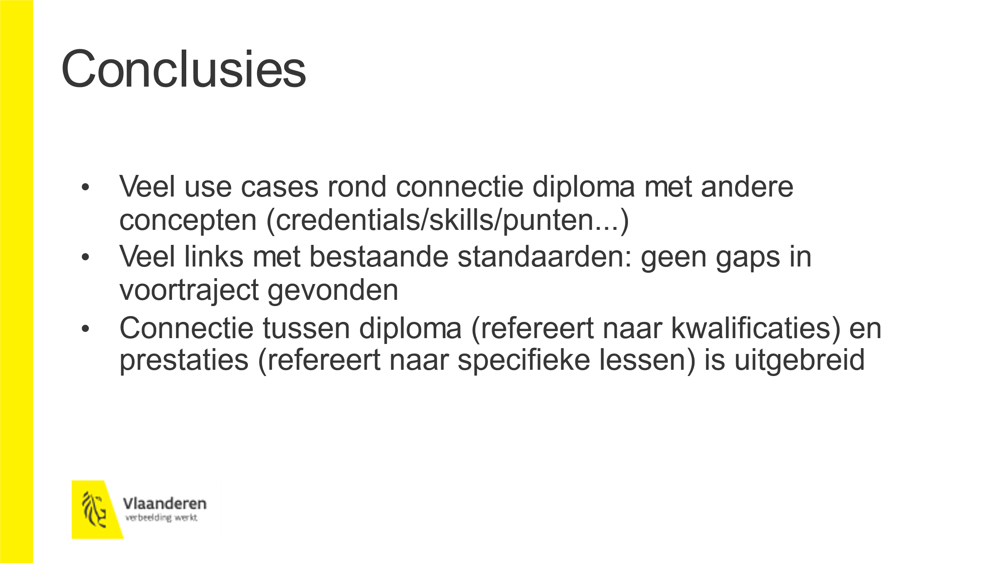 Conclusies
• Veel use cases rond connectie diploma met andere
concepten (credentials/skills/punten...)
• Veel links met bestaande standaarden: geen gaps in
voortraject gevonden
• Connectie tussen diploma (refereert naar kwalificaties) en
prestaties (refereert naar specifieke lessen) is uitgebreid
Vlaanderen
verbeelding werkt